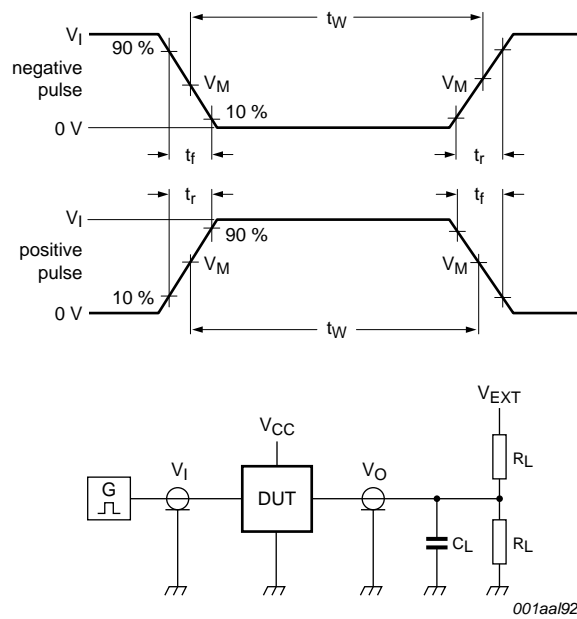 V_I
t_W
90 %
negative
pulse
V_M
V_M
10 %
0 V
t_f
t_r
t_r
t_f
V_I
90 %
positive
pulse
V_M
V_M
10 %
0 V
t_W
V_EXT
V_CC
R_L
V_I
V_O
G
DUT
C_L
R_L
001aal92